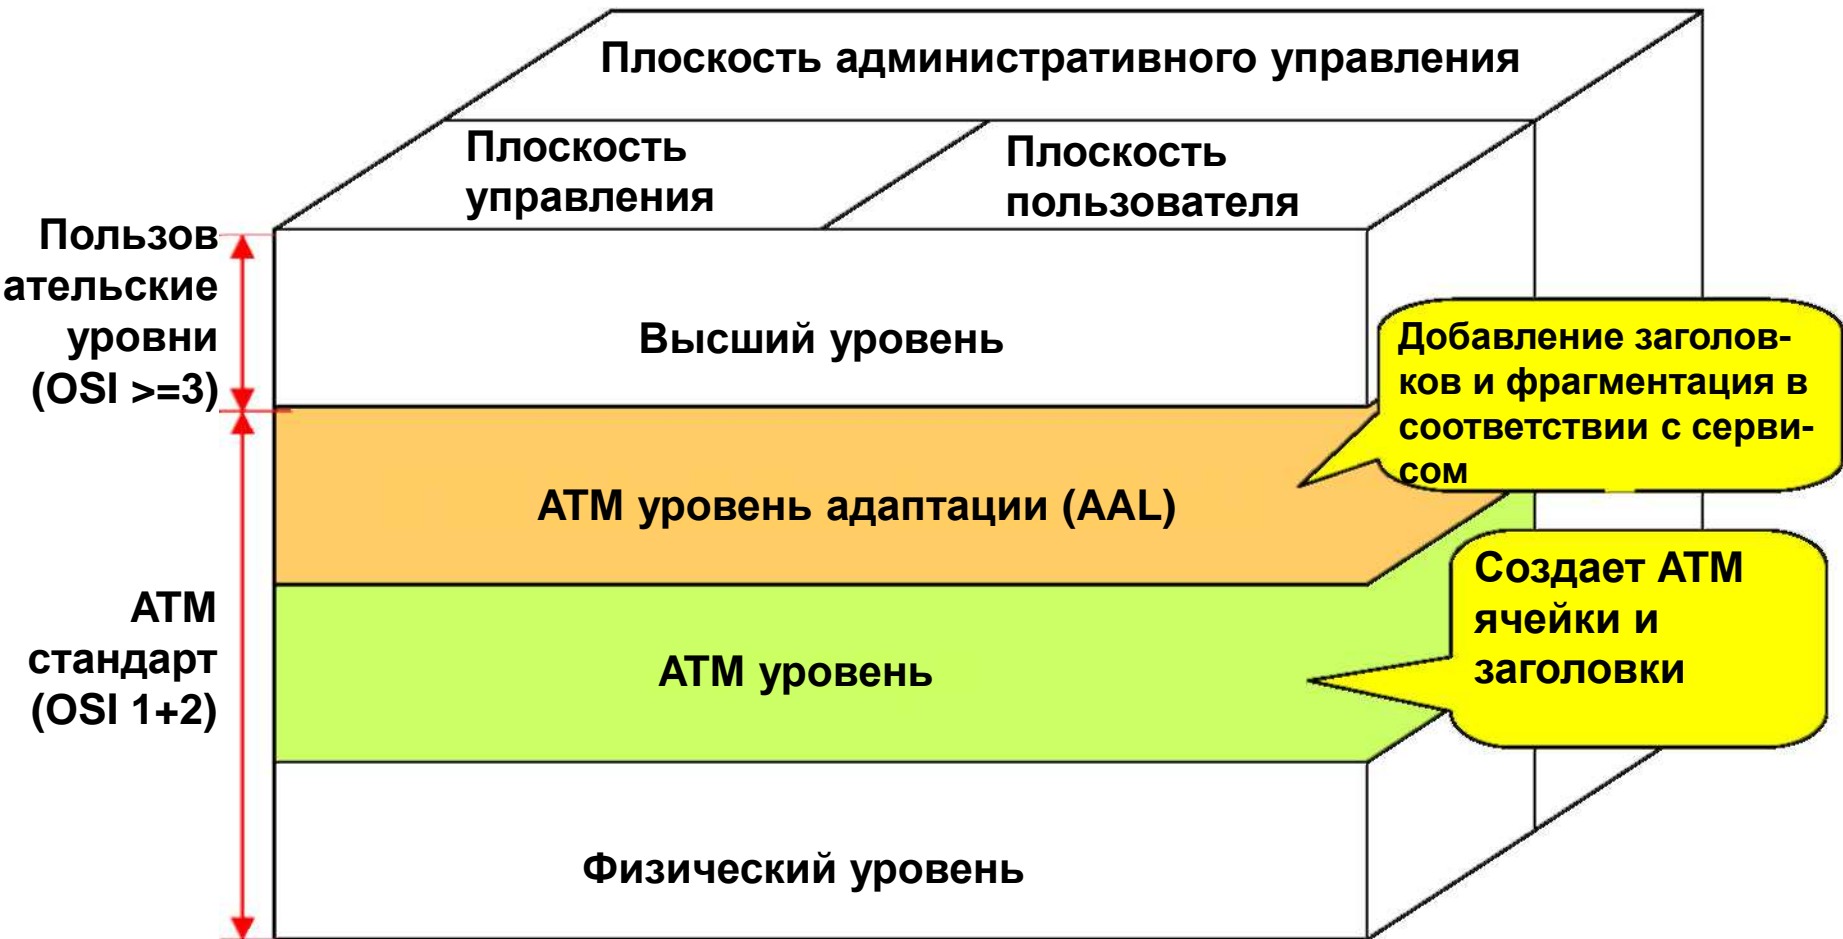 Плоскость административного управления
Плоскость
управления
Плоскость
пользователя
Пользов
ательские
уровни
(OSI >=3)
Высший уровень
Добавление заголов-
ков и фрагментация в
соответствии с серви-
сом
АТМ уровень адаптации (AAL)
Создает АТМ
ячейки и
заголовки
АТМ
стандарт
(OSI 1+2)
АТМ уровень
Физический уровень